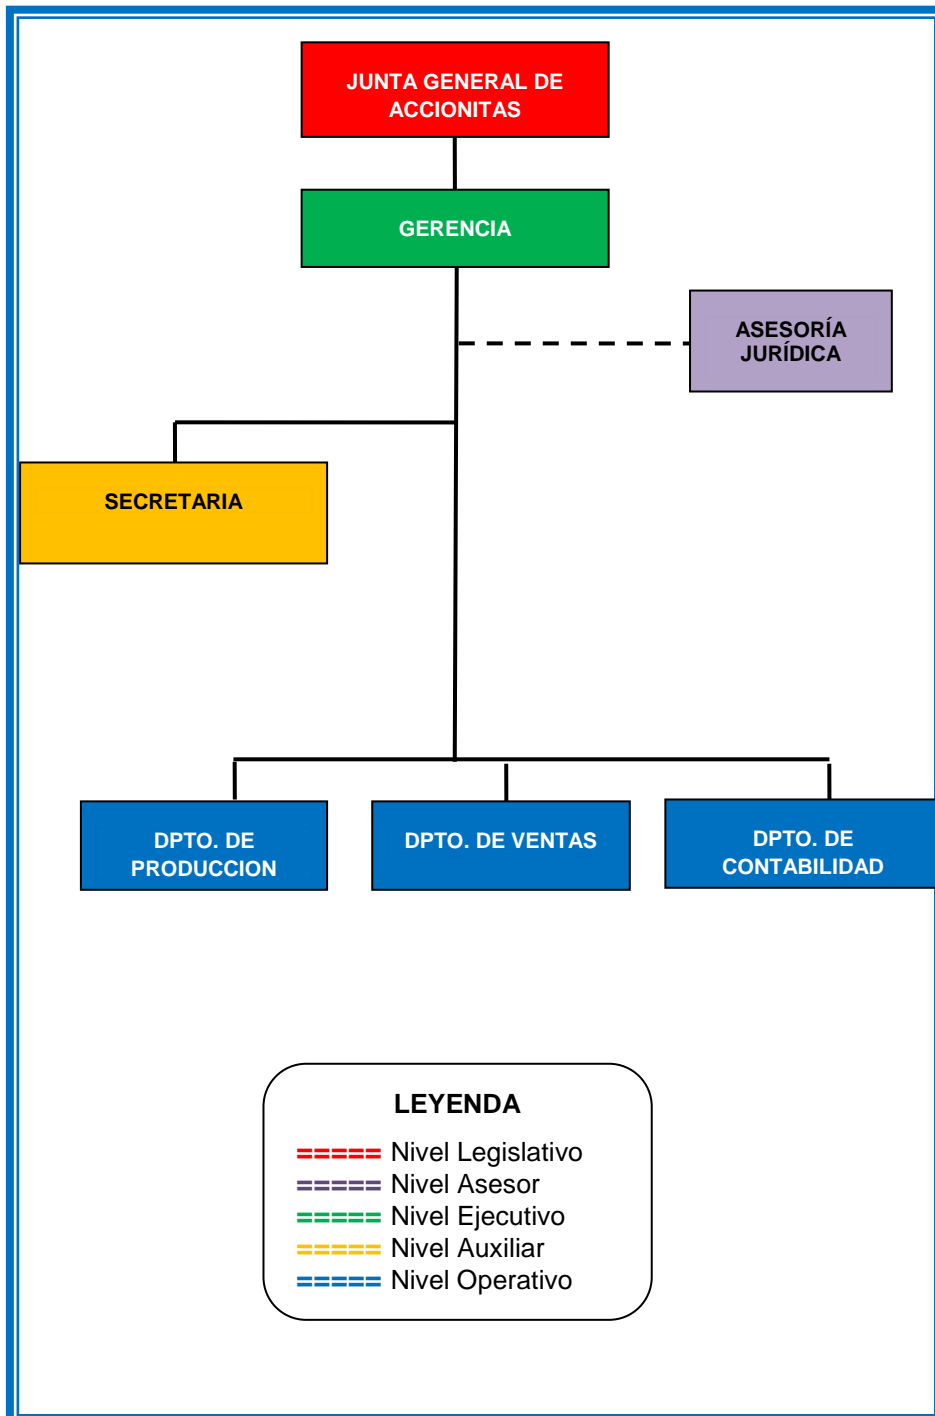 JUNTA GENERAL DE
ACCIONITAS
GERENCIA
ASESORÍA
JURÍDICA
SECRETARIA
DPTO. DE
PRODUCCION
DPTO. DE VENTAS
DPTO. DE
CONTABILIDAD
LEYENDA
===== Nivel Legislativo
===== Nivel Asesor
===== Nivel Ejecutivo
===== Nivel Auxiliar
===== Nivel Operativo